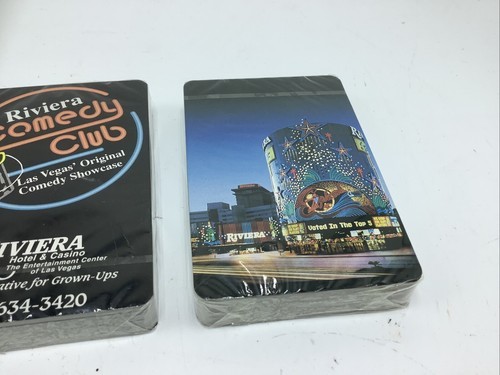 Riviera
Comedy
Club
Las Vegas' Original
Comedy Showcase
RIVIERA
Hotel & Casino
The Entertainment Center
of Las Vegas
ative for Grown-Ups
634-3420
RIVIERA
Voted In The Top 5